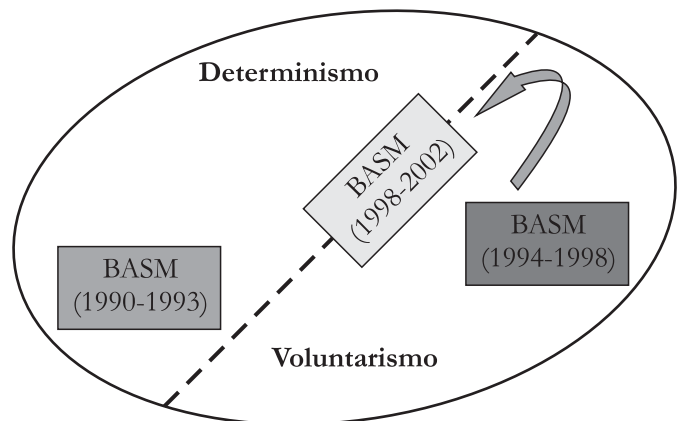 Determinismo
BASM
(1998-2002)
BASM
(1994-1998)
BASM
(1990-1993)
Voluntarismo